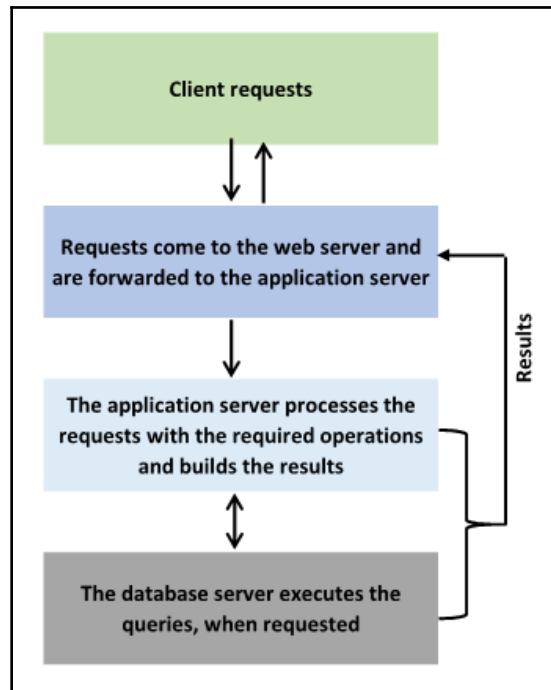 Client requests
Requests come to the web server and
are forwarded to the application server
Results
The application server processes the
requests with the required operations
and builds the results
The database server executes the
queries, when requested